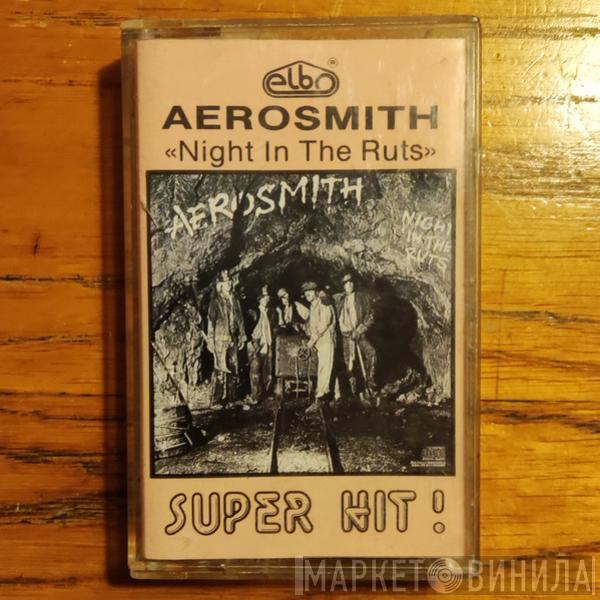 elbo®
AEROSMITH
«Night In The Ruts»
AEROSMITH
NIGHT
IN THE
RUTS
SUPER HIT !
МАРКЕТ ВИНИЛА